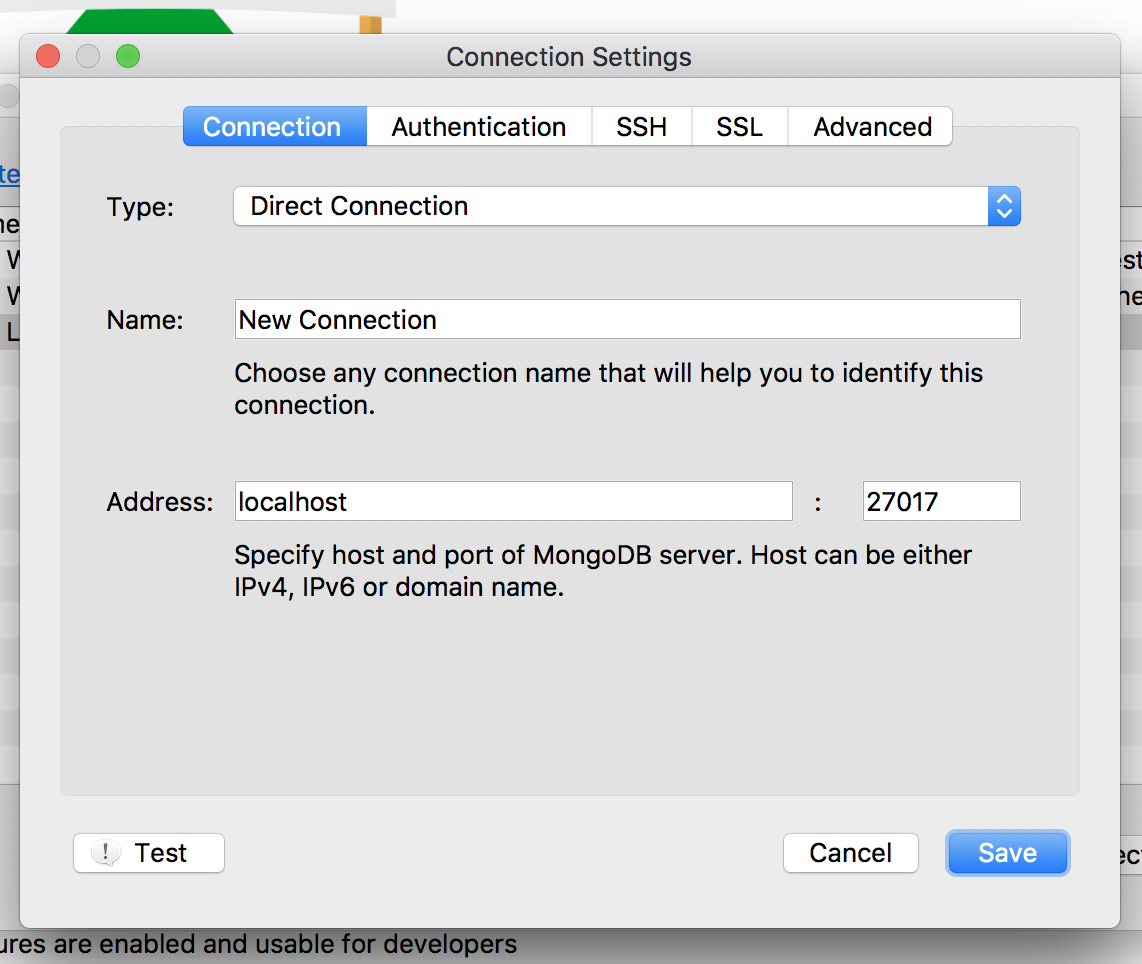 Connection Settings
Connection Authentication SSH SSL Advanced
Type: Direct Connection
Name: New Connection
Choose any connection name that will help you to identify this
connection.
Address: localhost : 27017
Specify host and port of MongoDB server. Host can be either
IPv4, IPv6 or domain name.
Test Cancel Save
are enabled and usable for developers